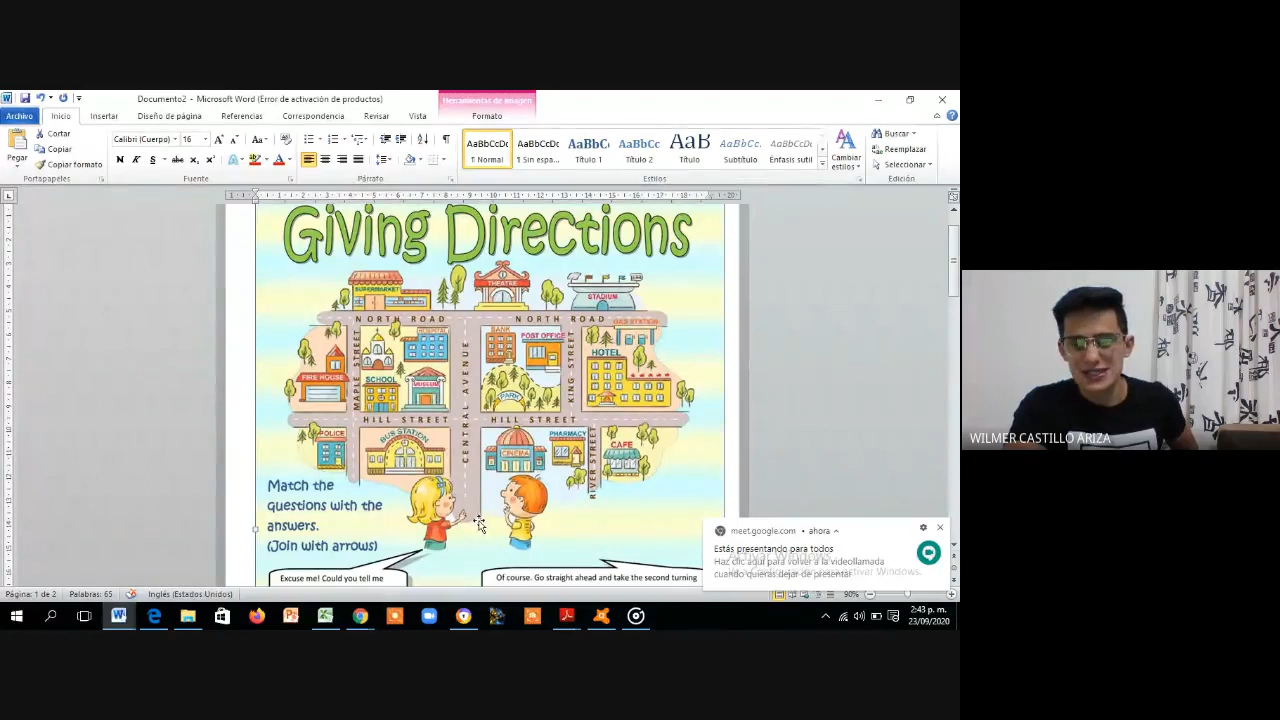 Documento2 - Microsoft Word (Error de activación de productos)
Herramientas de imagen
Archivo Inicio Insertar Diseño de página Referencias Correspondencia Revisar Vista Formato
Pegar
Cortar
Copiar
Copiar formato
Portapapeles
Calibri (Cuerpo) 16
Fuente
Párrafo
AaBbCcDc AaBbCcDc AaBbC AaBbCc AaB AaBbCc. AaBbCcDc
¶ Normal ¶ Sin espa... Título 1 Título 2 Título Subtítulo Énfasis sutil
Estilos
Cambiar estilos
Buscar
Reemplazar
Seleccionar
Edición
Giving Directions
SUPERMARKET
THEATRE
STADIUM
NORTH ROAD
NORTH ROAD
GAS STATION
MAPLE STREET
HOSPITAL
CENTRAL AVENUE
BANK
POST OFFICE
KING STREET
HOTEL
FIRE HOUSE
SCHOOL
MUSEUM
PARK
HILL STREET
HILL STREET
POLICE
BUS STATION
CINEMA
PHARMACY
RIVER STREET
CAFE
Match the
questions with the
answers.
(Join with arrows)
Excuse me! Could you tell me
Of course. Go straight ahead and take the second turning
meet.google.com • ahora
Estás presentando para todos
Haz clic aquí para volver a la videollamada
cuando quieras dejar de presentar
Activar Windows
WILMER CASTILLO ARIZA
Página: 1 de 2 Palabras: 65 Inglés (Estados Unidos) 90%
2:43 p. m.
23/09/2020